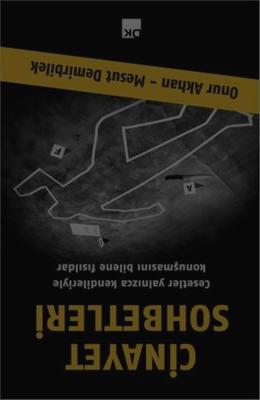 CİNAYET
SOHBETLERİ
Cesetler yalnızca kendileriyle
konuşmasını bilene fısıldar
A
F
Onur Akhan – Mesut Demirbilek
DK